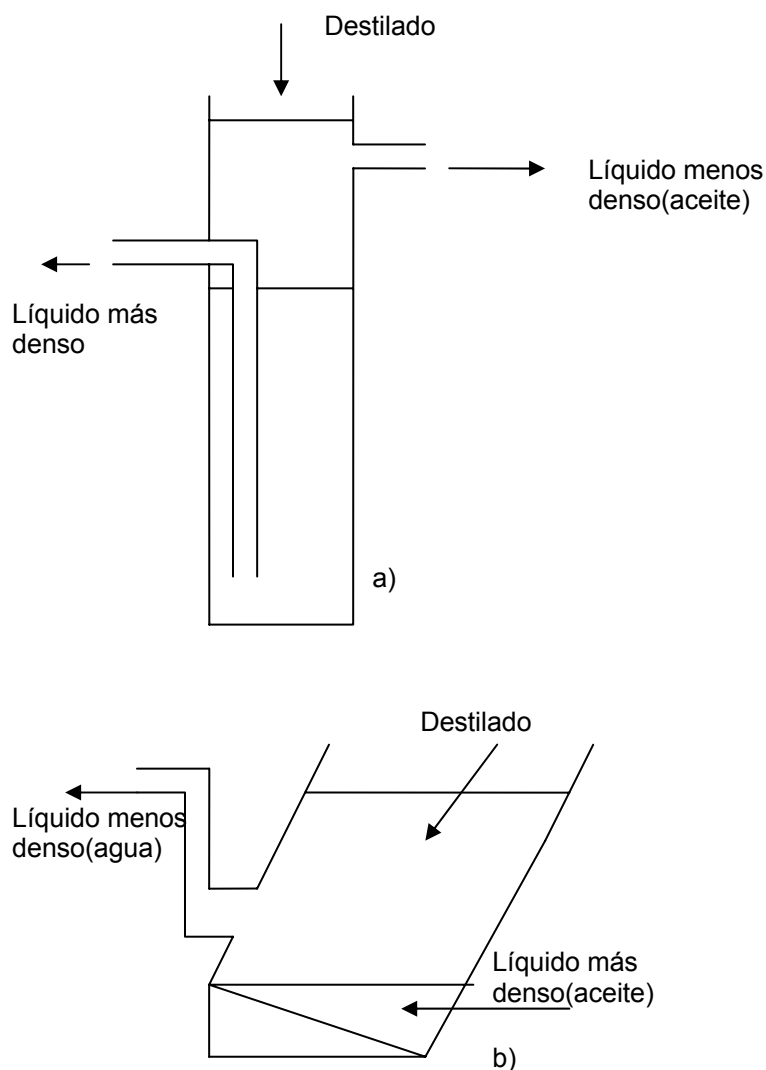 Destilado
Líquido menos
denso(aceite)
Líquido más
denso
a)
Destilado
Líquido menos
denso(agua)
Líquido más
denso(aceite)
b)